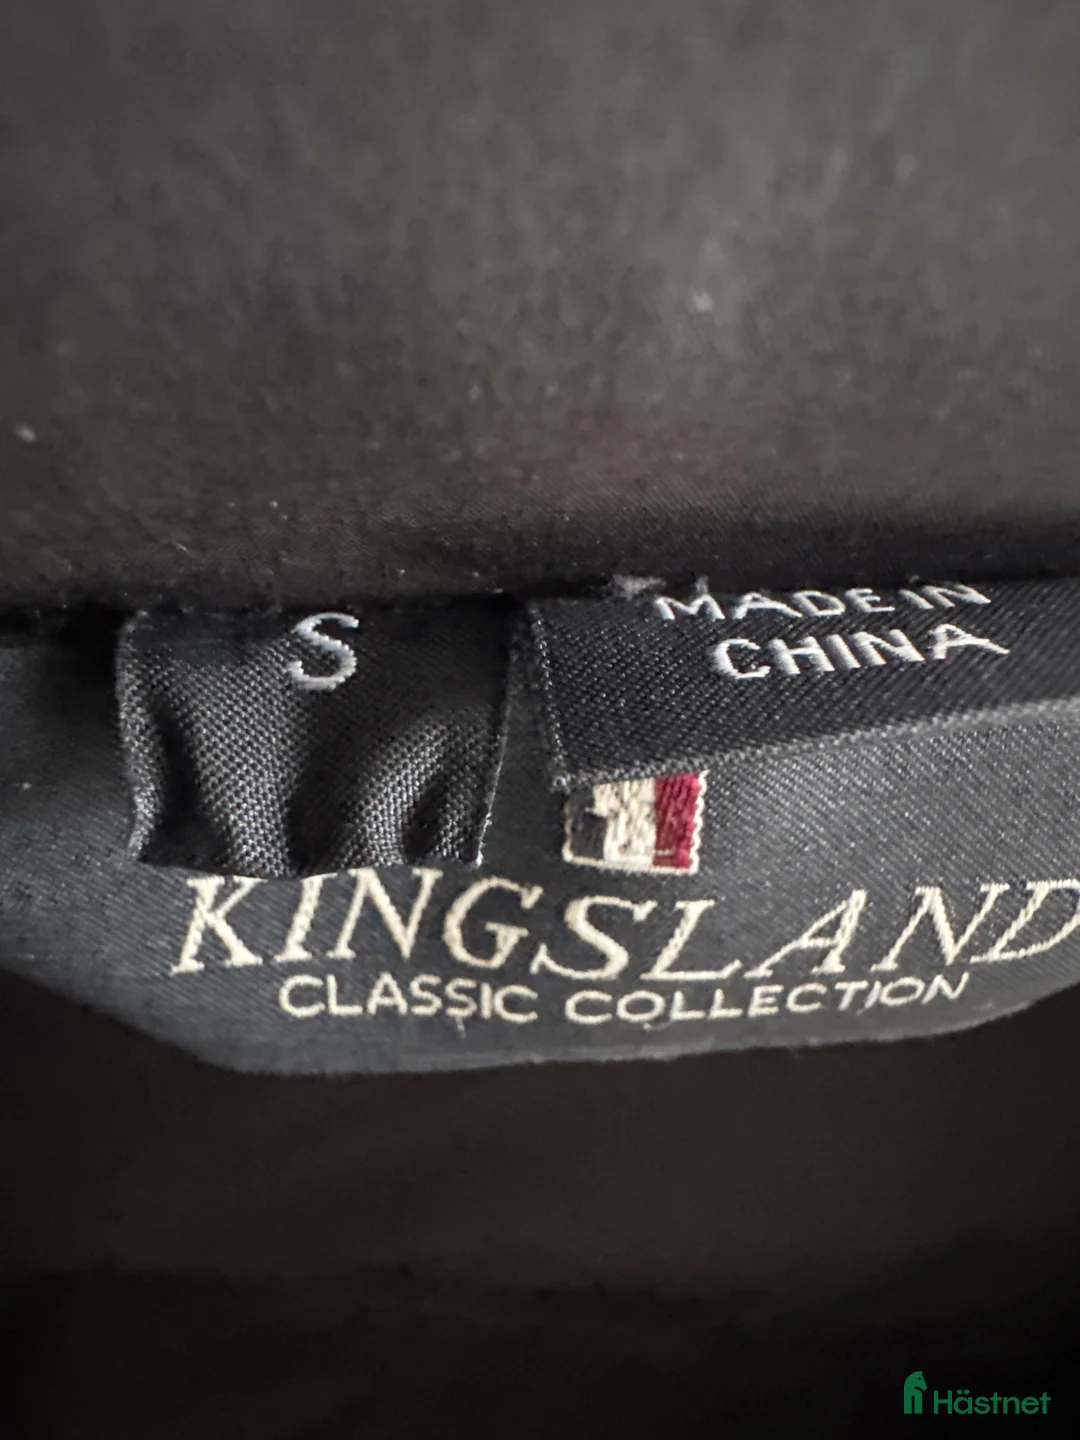 S
MADE IN
CHINA
KINGSLAND
CLASSIC COLLECTION
Hästnet